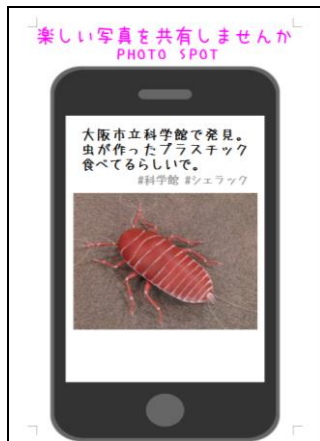 楽しい写真を共有しませんか
PHOTO SPOT
大阪市立科学館で発見。
虫が作ったプラスチック
食べてるらしいで。
#科学館 #シェラック